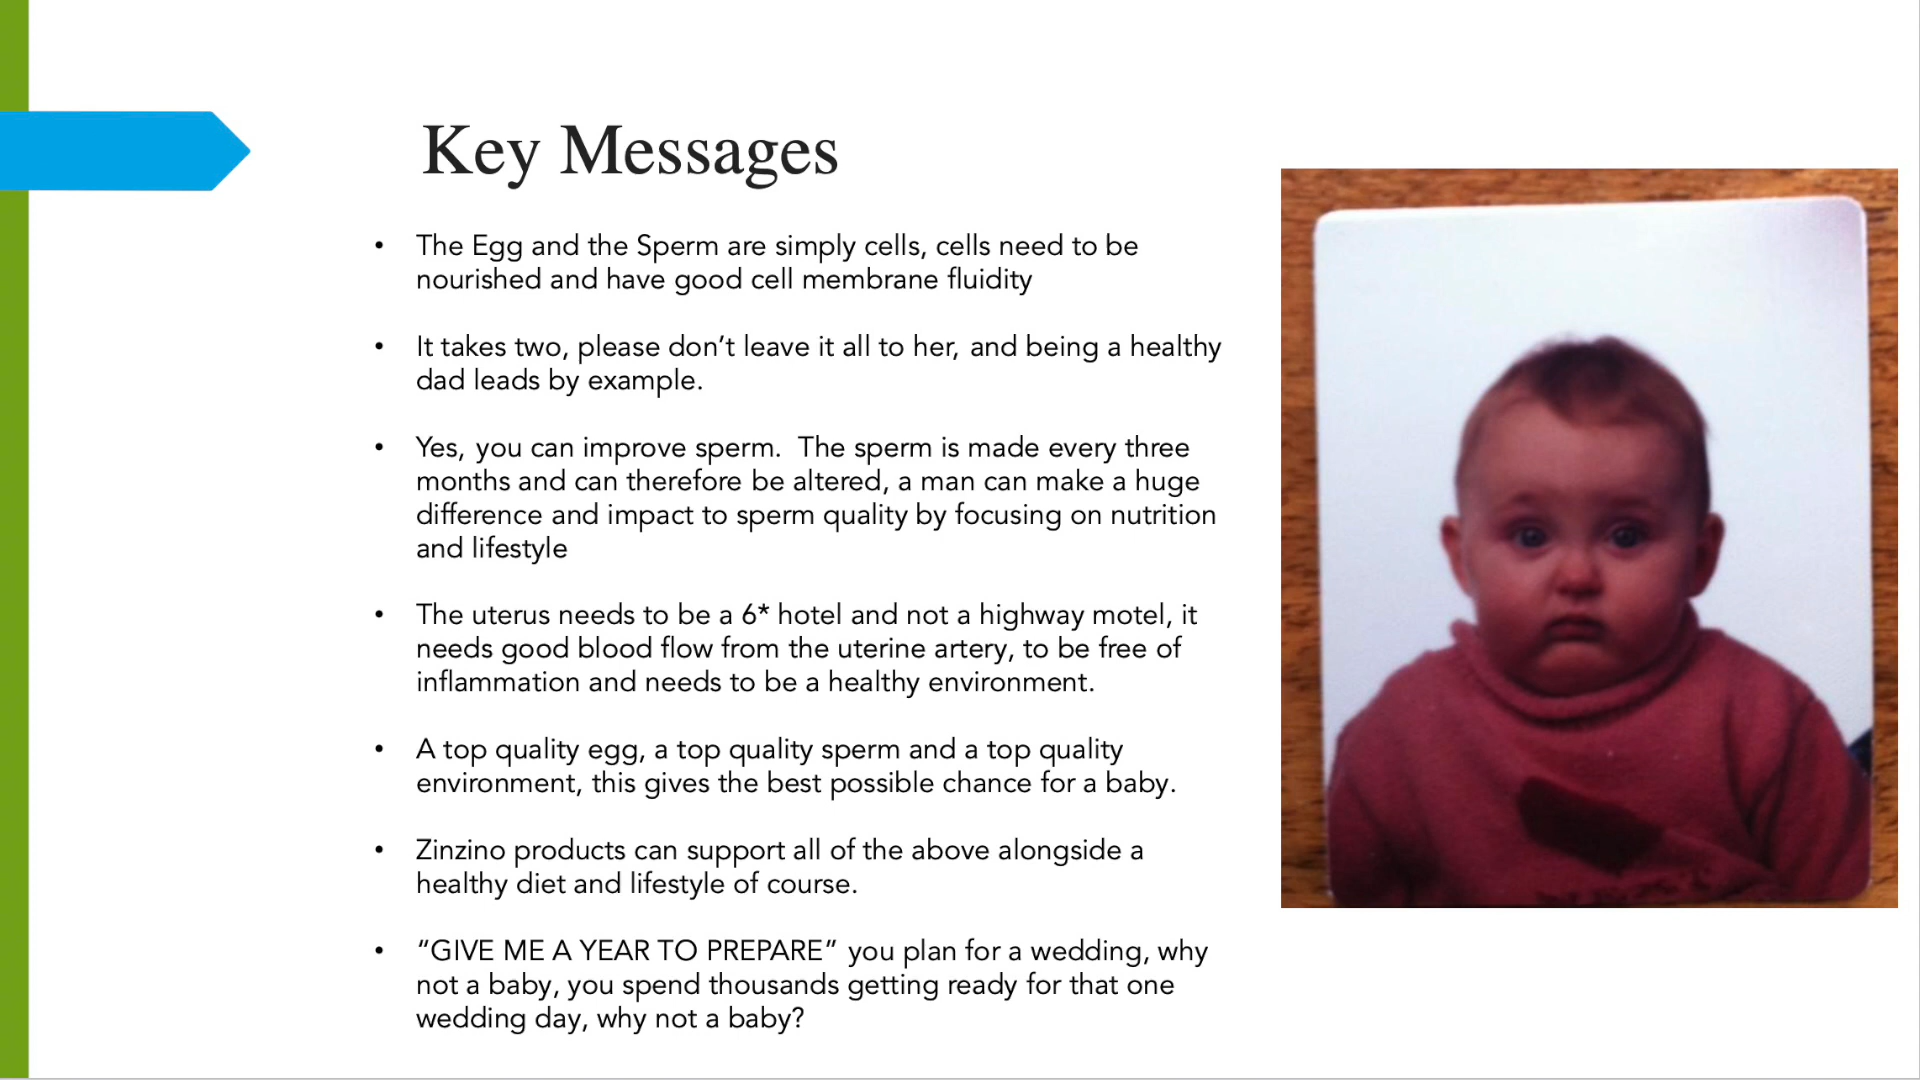 Key Messages
• The Egg and the Sperm are simply cells, cells need to be
nourished and have good cell membrane fluidity
• It takes two, please don’t leave it all to her, and being a healthy
dad leads by example.
• Yes, you can improve sperm.  The sperm is made every three
months and can therefore be altered, a man can make a huge
difference and impact to sperm quality by focusing on nutrition
and lifestyle
• The uterus needs to be a 6* hotel and not a highway motel, it
needs good blood flow from the uterine artery, to be free of
inflammation and needs to be a healthy environment.
• A top quality egg, a top quality sperm and a top quality
environment, this gives the best possible chance for a baby.
• Zinzino products can support all of the above alongside a
healthy diet and lifestyle of course.
• “GIVE ME A YEAR TO PREPARE” you plan for a wedding, why
not a baby, you spend thousands getting ready for that one
wedding day, why not a baby?